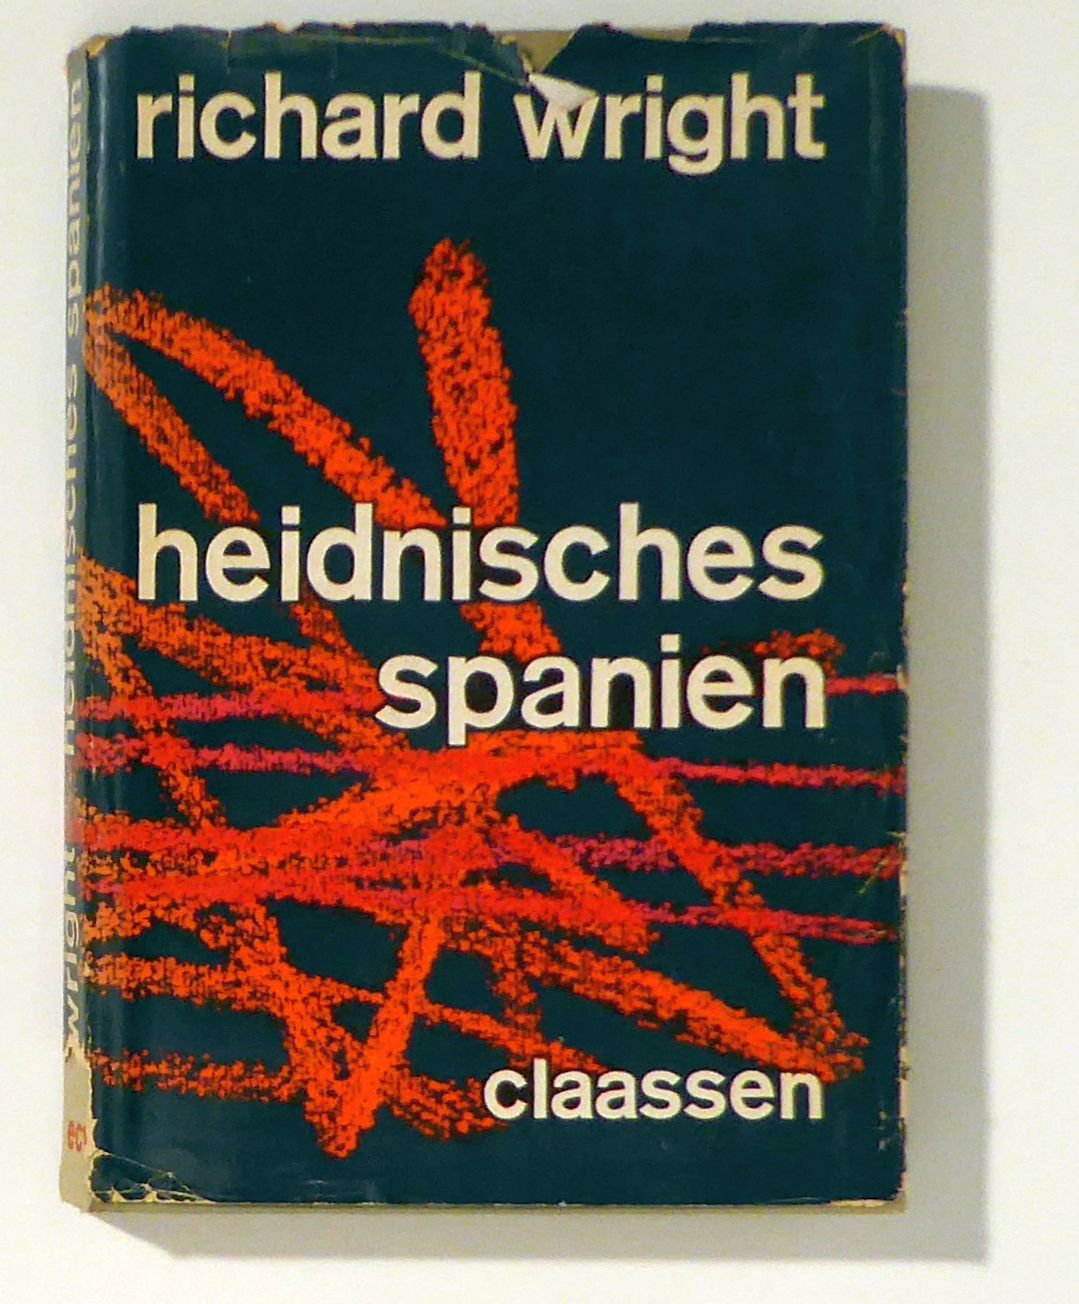 richard wright
heidnisches
spanien
claassen
wright heidnisches spanien